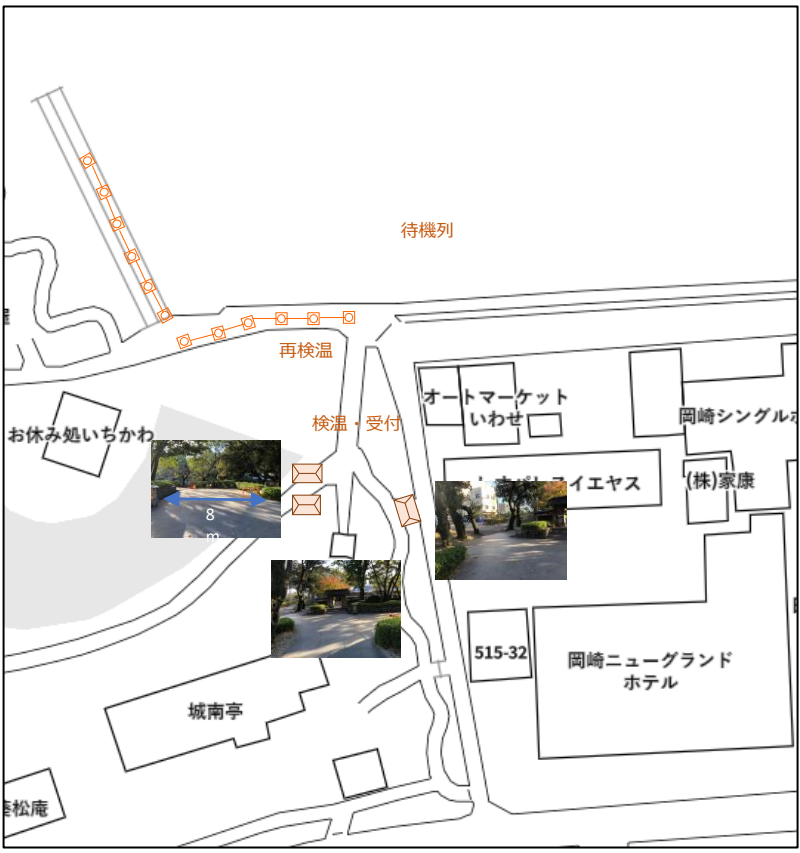 待機列
再検温
検温・受付
オートマーケット
いわせ
岡崎シングルホ
お休み処いちかわ
スイエヤス
(株)家康
8
m
515-32
岡崎ニューグランド
ホテル
城南亭
松庵